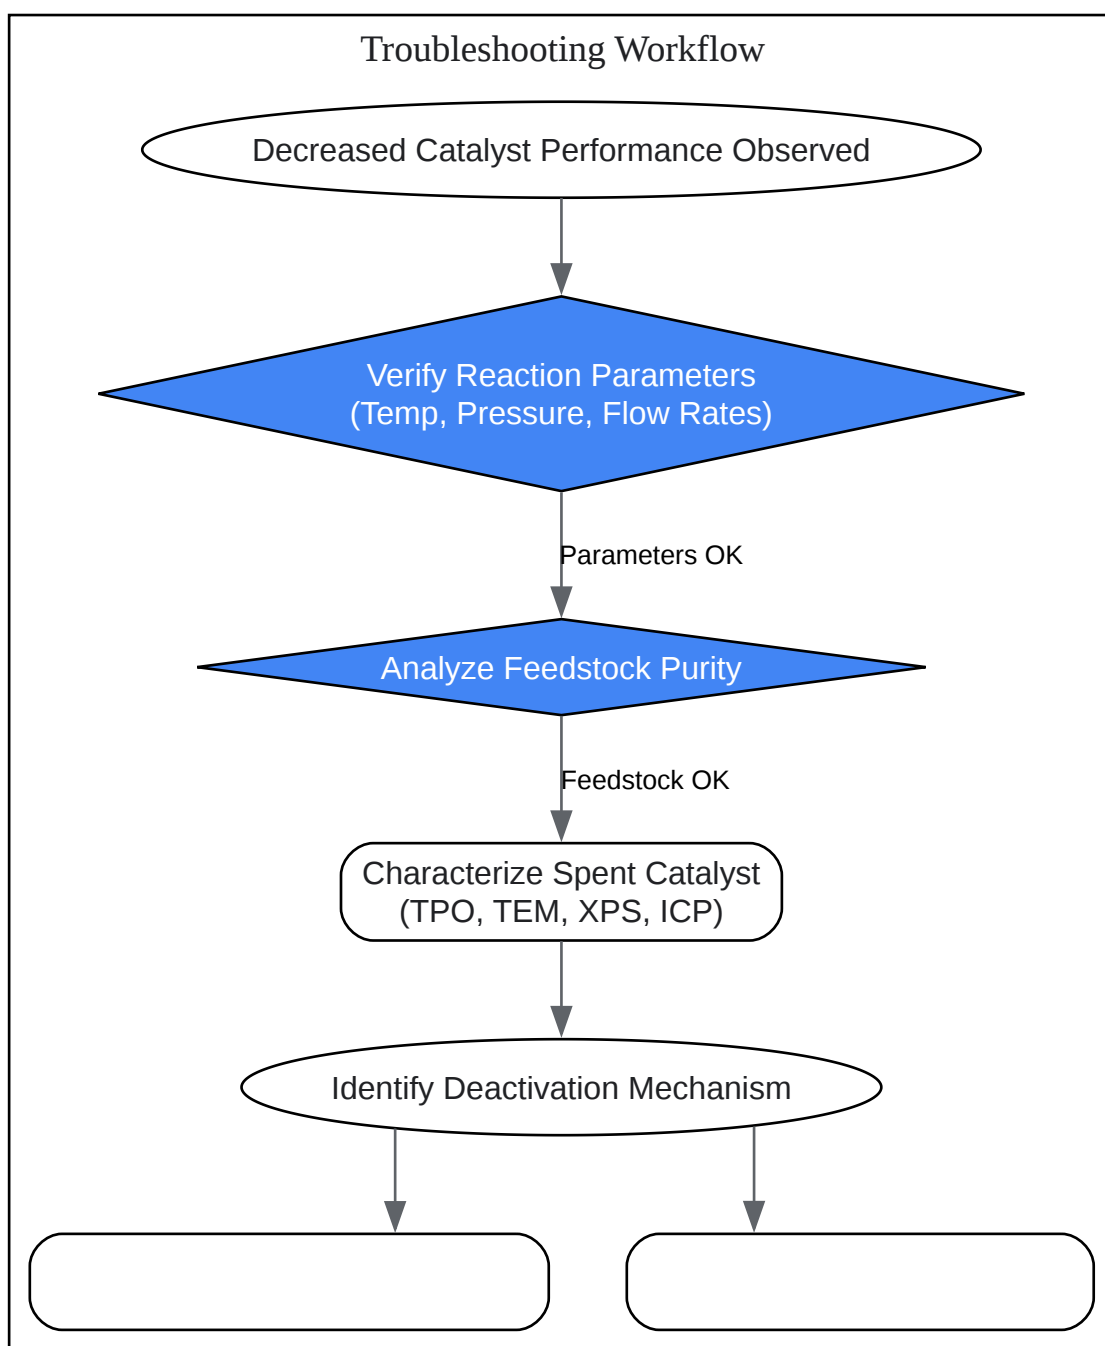 Troubleshooting Workflow
Decreased Catalyst Performance Observed
Verify Reaction Parameters
(Temp, Pressure, Flow Rates)
Parameters OK
Analyze Feedstock Purity
Feedstock OK
Characterize Spent Catalyst
(TPO, TEM, XPS, ICP)
Identify Deactivation Mechanism